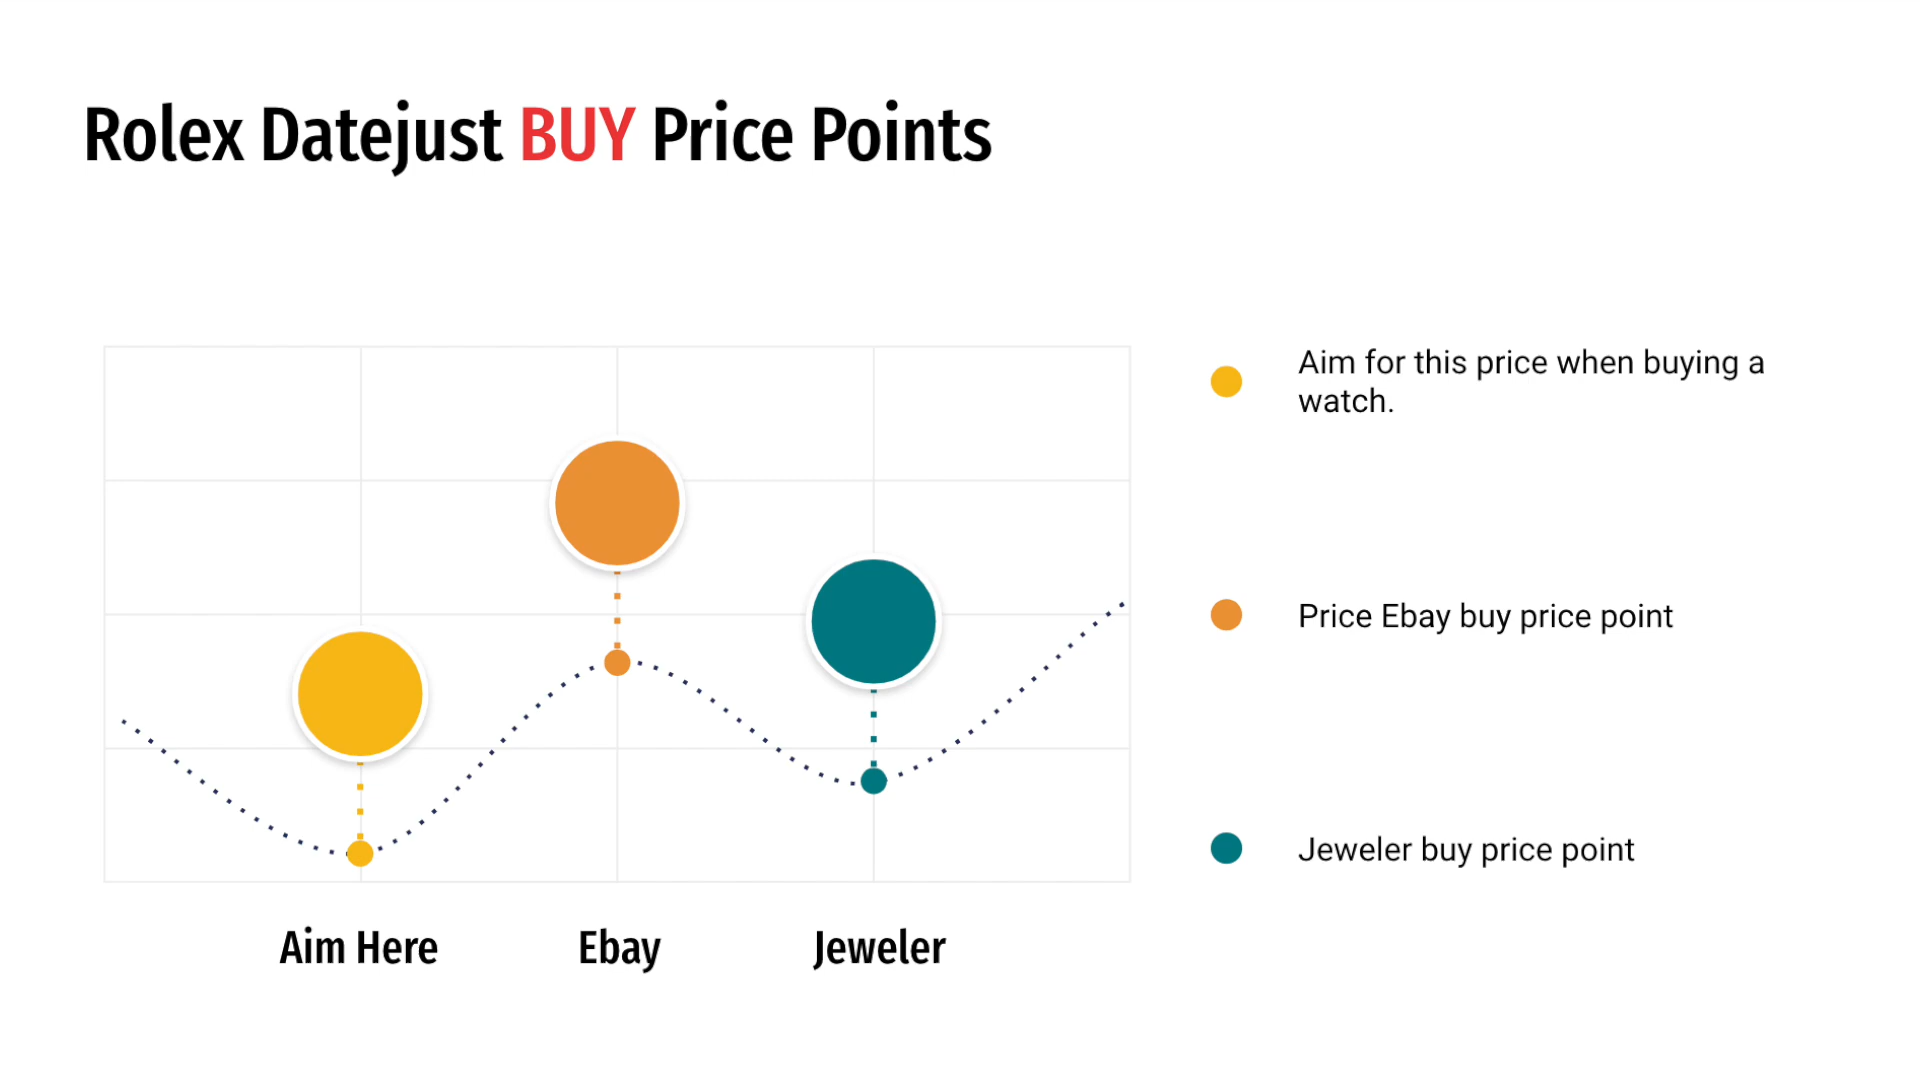 Rolex Datejust BUY Price Points
Aim for this price when buying a
watch.
Price Ebay buy price point
Jeweler buy price point
Aim Here
Ebay
Jeweler